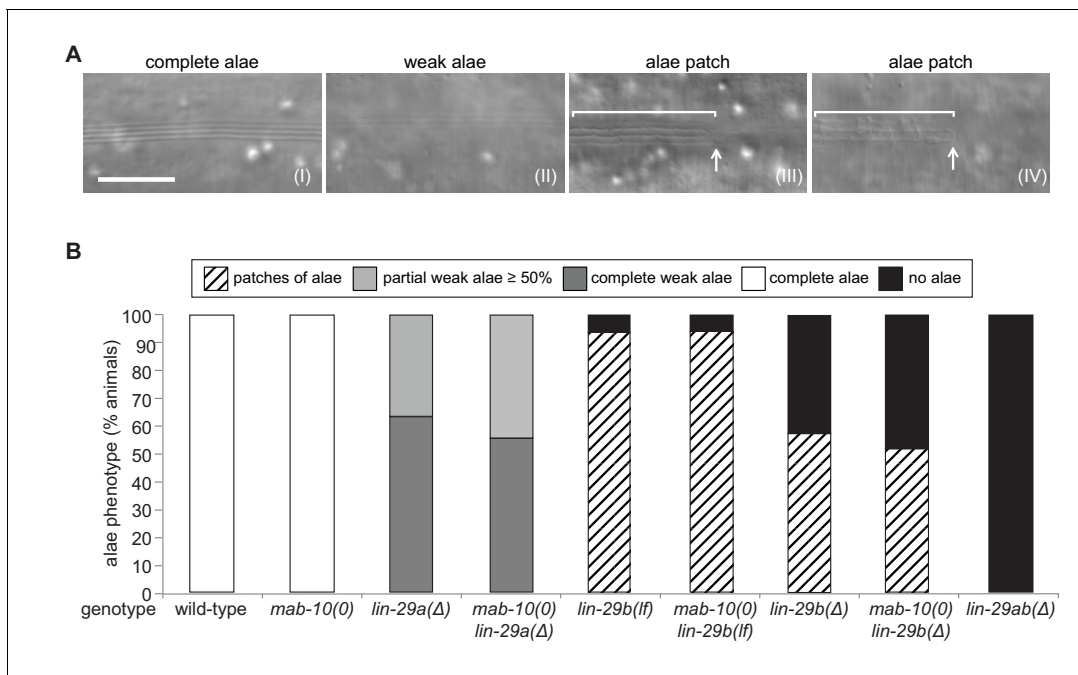 A
complete alae
weak alae
alae patch
alae patch
(I)
(II)
(III)
(IV)
B
patches of alae
partial weak alae ≥ 50%
complete weak alae
complete alae
no alae
alae phenotype (% animals)
100
90
80
70
60
50
40
30
20
10
0
genotype
wild-type
mab-10(0)
lin-29a(Δ)
mab-10(0)
lin-29a(Δ)
lin-29b(lf)
mab-10(0)
lin-29b(lf)
lin-29b(Δ)
mab-10(0)
lin-29b(Δ)
lin-29ab(Δ)